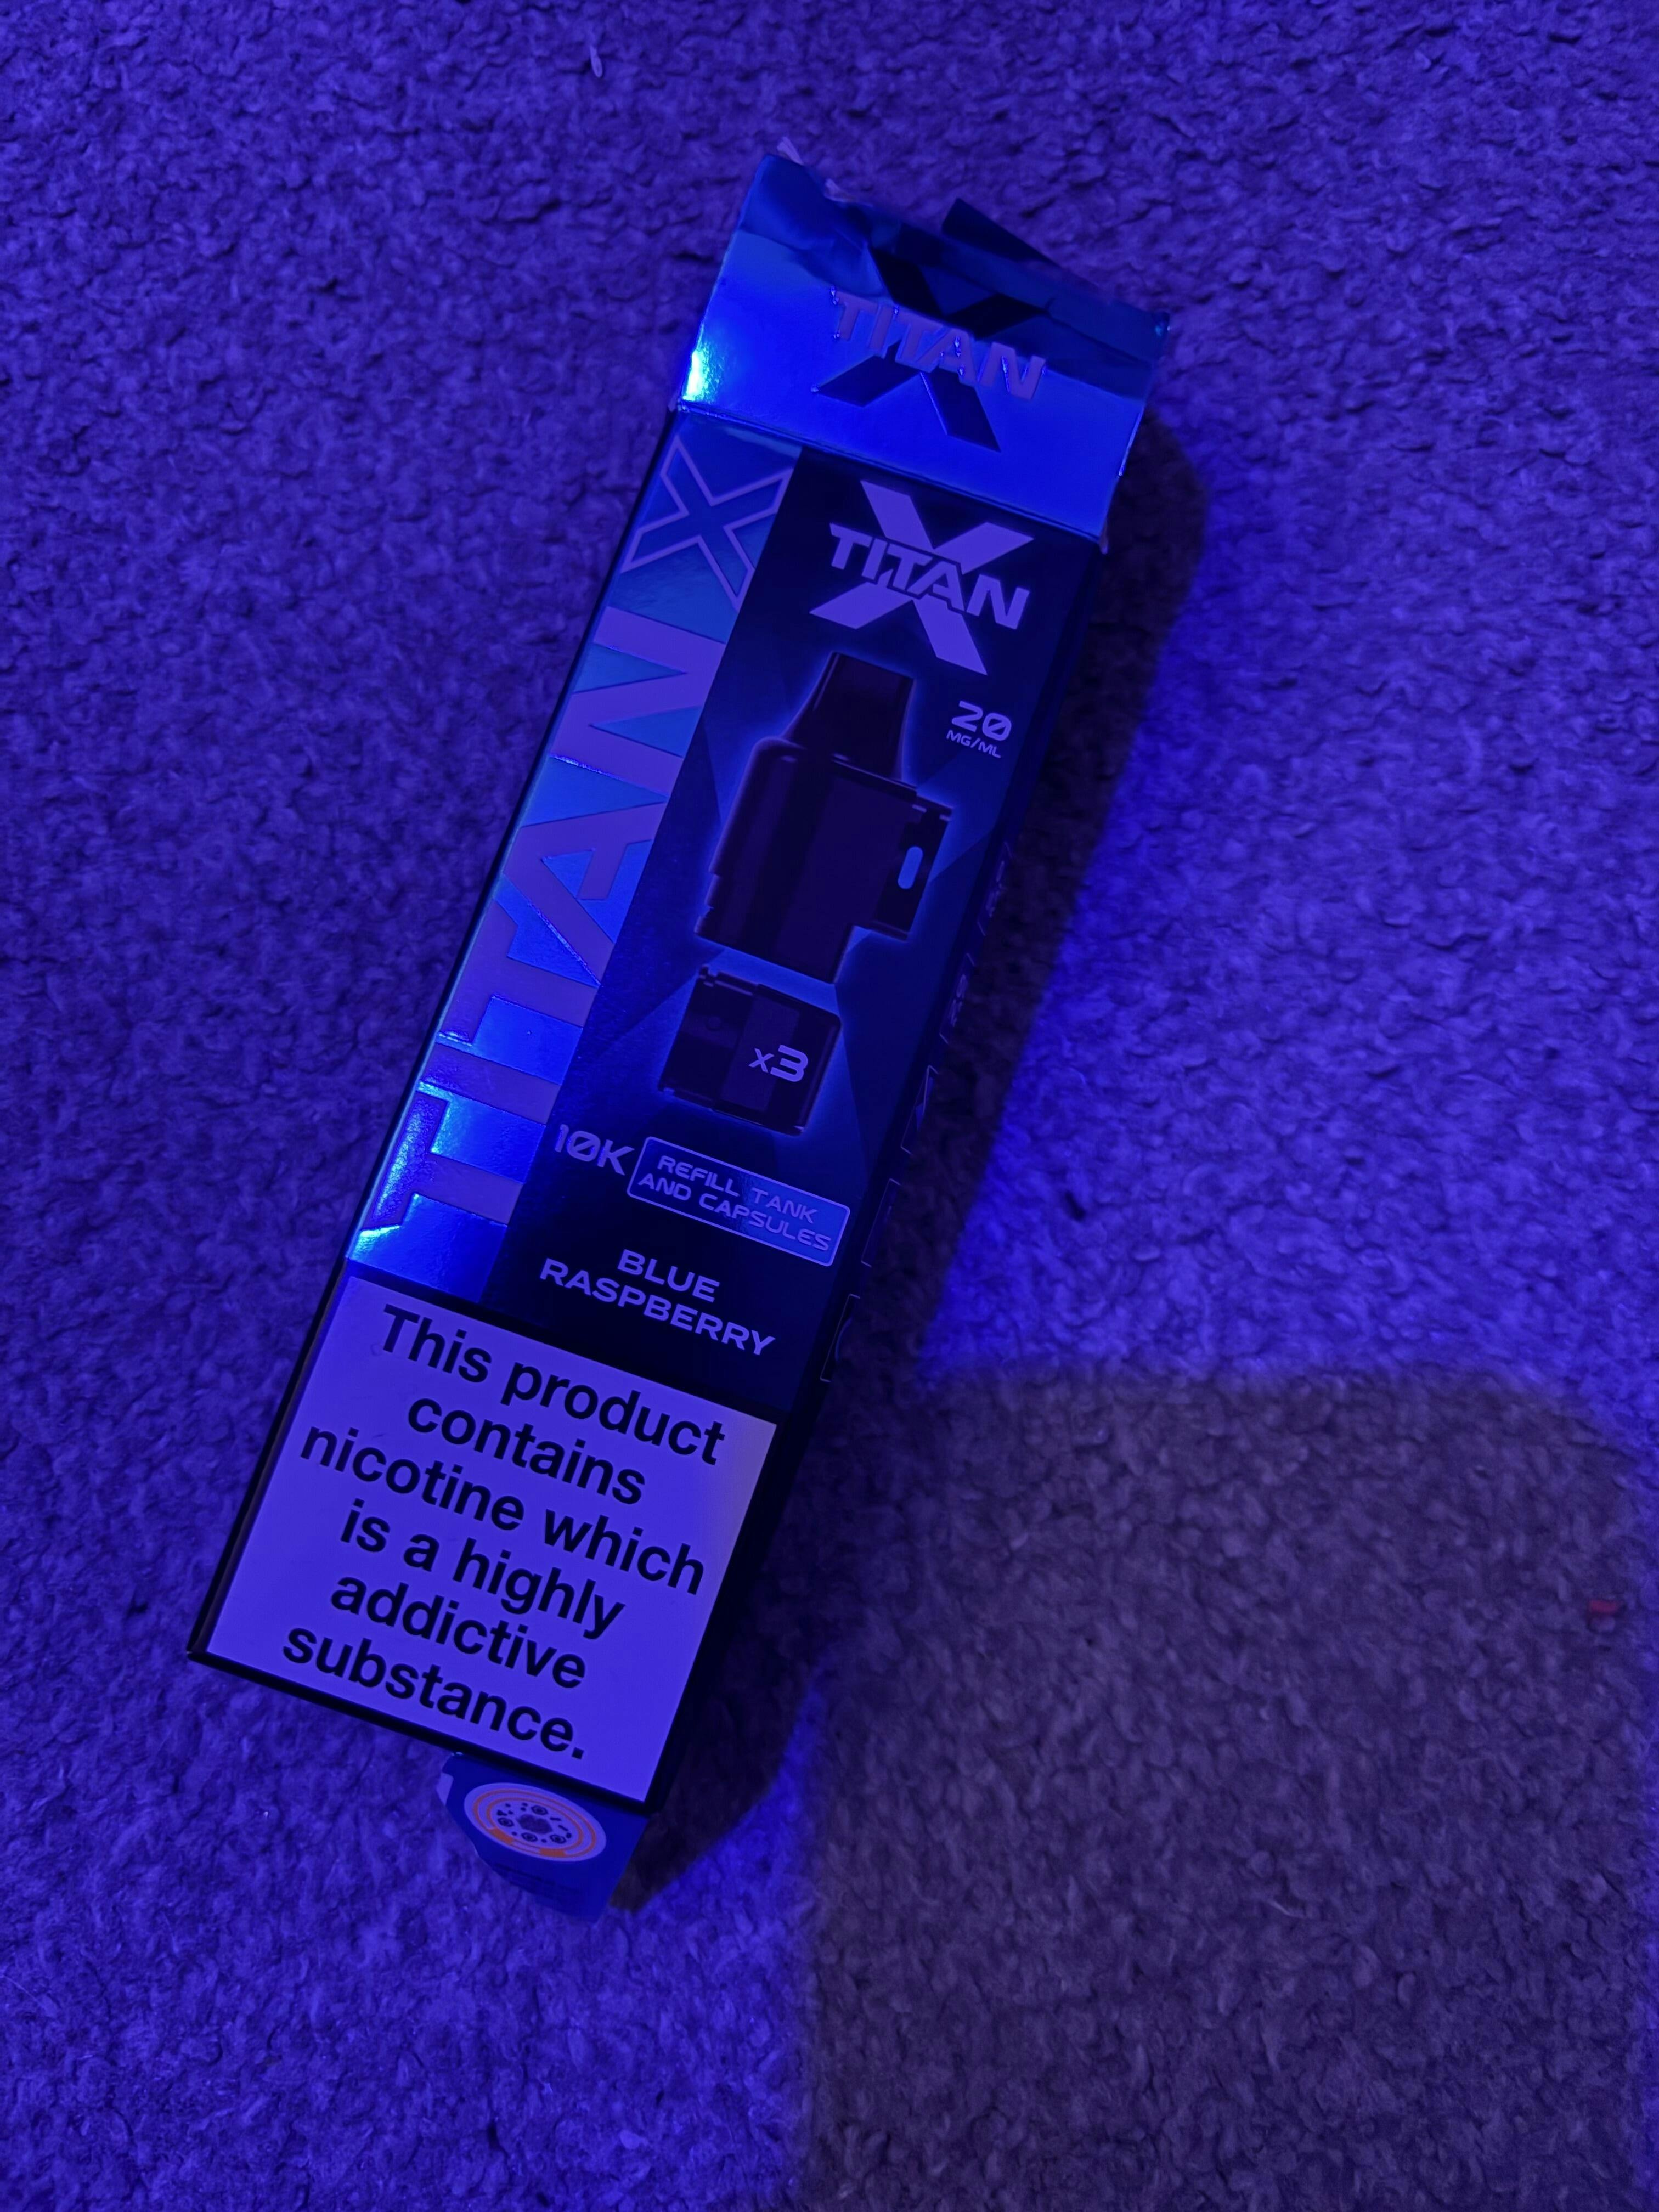 TITAN
X
TITAN X
TITAN
X
20
MG/ML
x3
10K
REFILL TANK
AND CAPSULES
BLUE
RASPBERRY
This product
contains
nicotine which
is a highly
addictive
substance.